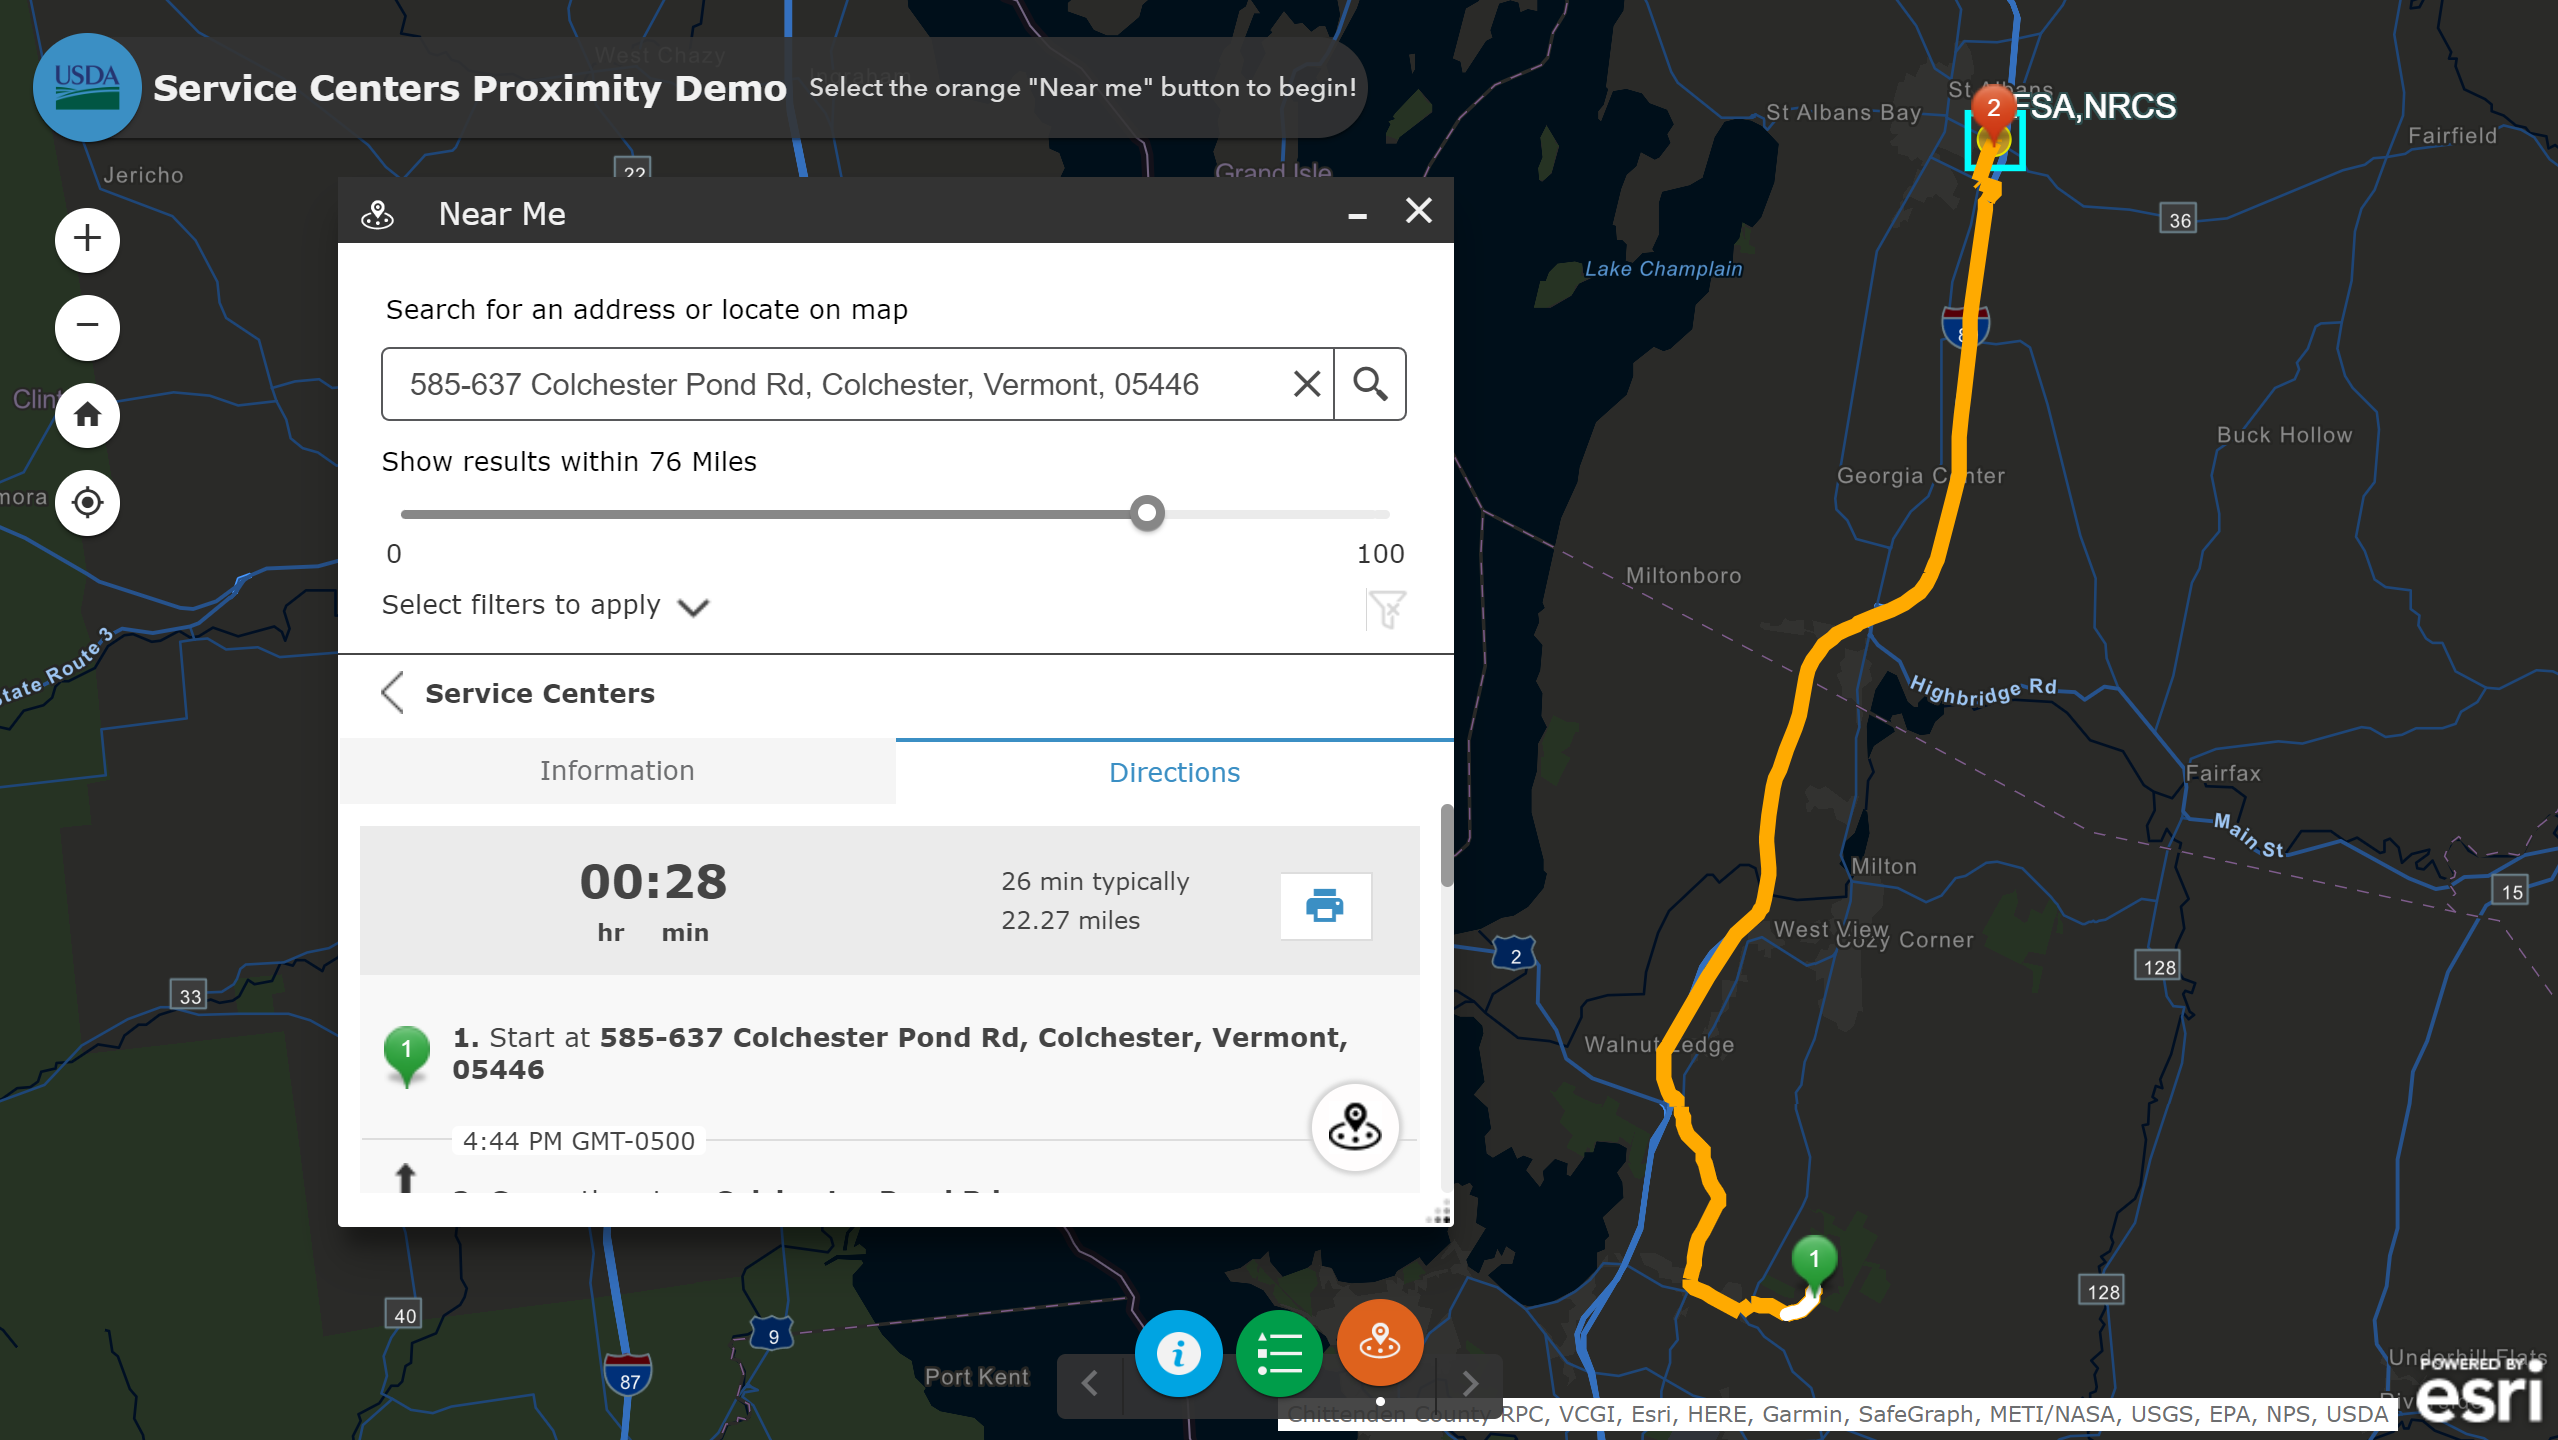 West Chazy
USDA
Service Centers Proximity Demo
Select the orange "Near me" button to begin!
Jericho
22
Grand Isle
Near Me
Search for an address or locate on map
585-637 Colchester Pond Rd, Colchester, Vermont, 05446
Show results within 76 Miles
0
100
Select filters to apply
Service Centers
Information
Directions
00:28
hr min
26 min typically
22.27 miles
1
1. Start at 585-637 Colchester Pond Rd, Colchester, Vermont,
05446
4:44 PM GMT-0500
St Albans
St Albans Bay
2
FSA,NRCS
Fairfield
36
Lake Champlain
Buck Hollow
Georgia Center
Miltonboro
Highbridge Rd
Fairfax
Main St
Milton
15
West View
Cozy Corner
2
128
Walnut Ledge
1
128
State Route 3
33
40
87
9
Port Kent
Underhill Flats
POWERED BY
esri
Chittenden County RPC, VCGI, Esri, HERE, Garmin, SafeGraph, METI/NASA, USGS, EPA, NPS, USDA